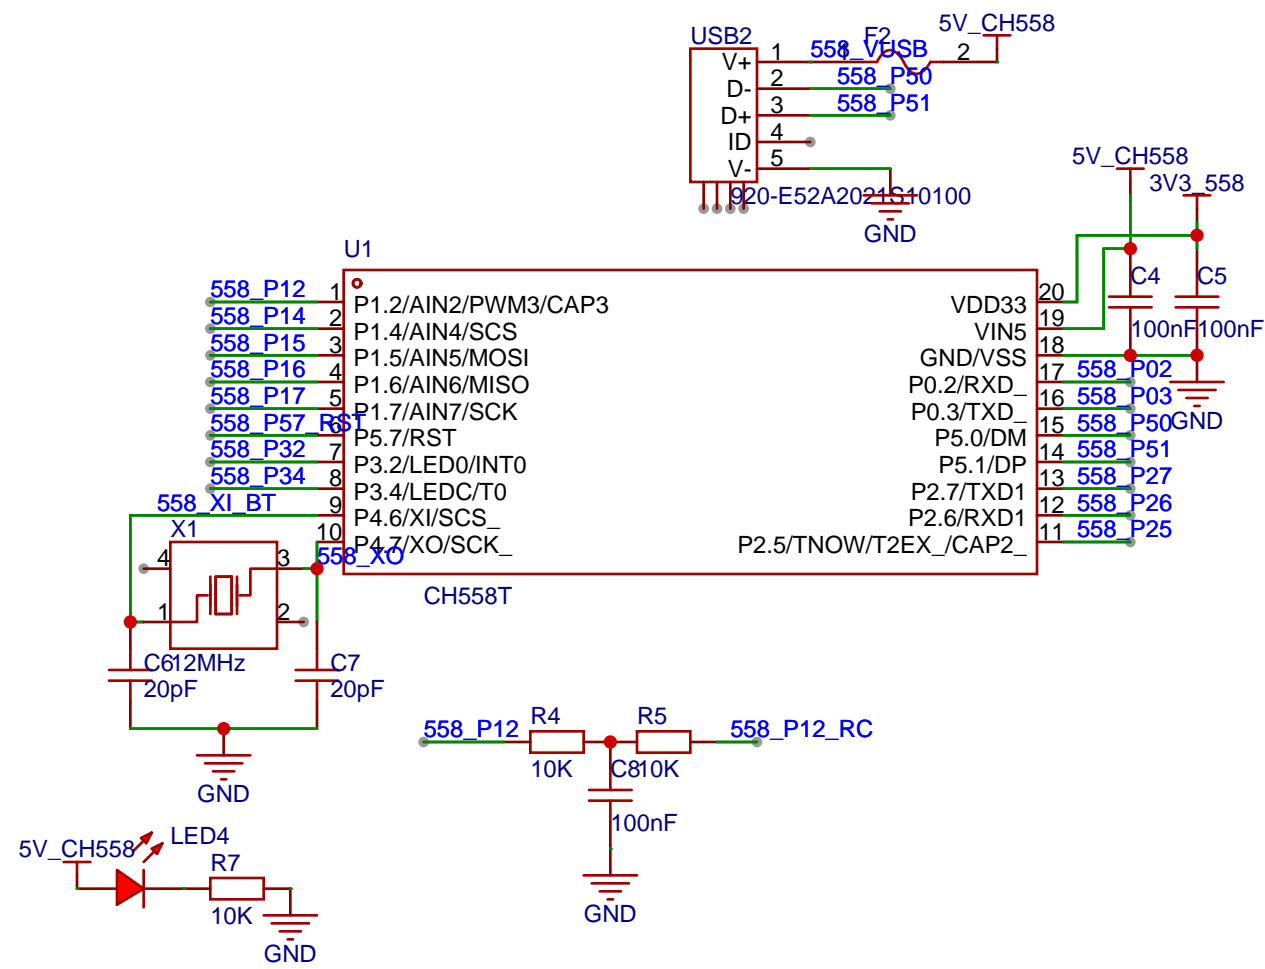 5V_CH558
USB2
F2
558_VUSB
1
1
2
V+
558_P50
2
D-
558_P51
3
D+
4
ID
5
V-
920-E52A2021S10100
GND
5V_CH558
3V3_558
U1
C4
C5
100nF
100nF
GND
558_P12
1
P1.2/AIN2/PWM3/CAP3
558_P14
2
P1.4/AIN4/SCS
558_P15
3
P1.5/AIN5/MOSI
558_P16
4
P1.6/AIN6/MISO
558_P17
5
P1.7/AIN7/SCK
558_P57_RST
6
P5.7/RST
558_P32
7
P3.2/LED0/INT0
558_P34
8
P3.4/LEDC/T0
558_XI_BT
9
P4.6/XI/SCS_
10
P4.7/XO/SCK_
558_XO
VDD33
20
VIN5
19
GND/VSS
18
P0.2/RXD_
17
558_P02
P0.3/TXD_
16
558_P03
P5.0/DM
15
558_P50
P5.1/DP
14
558_P51
P2.7/TXD1
13
558_P27
P2.6/RXD1
12
558_P26
P2.5/TNOW/T2EX_/CAP2_
11
558_P25
CH558T
X1
4
3
1
2
C6
12MHz
C7
20pF
20pF
GND
558_P12
R4
R5
558_P12_RC
10K
C8
10K
100nF
GND
5V_CH558
LED4
R7
10K
GND